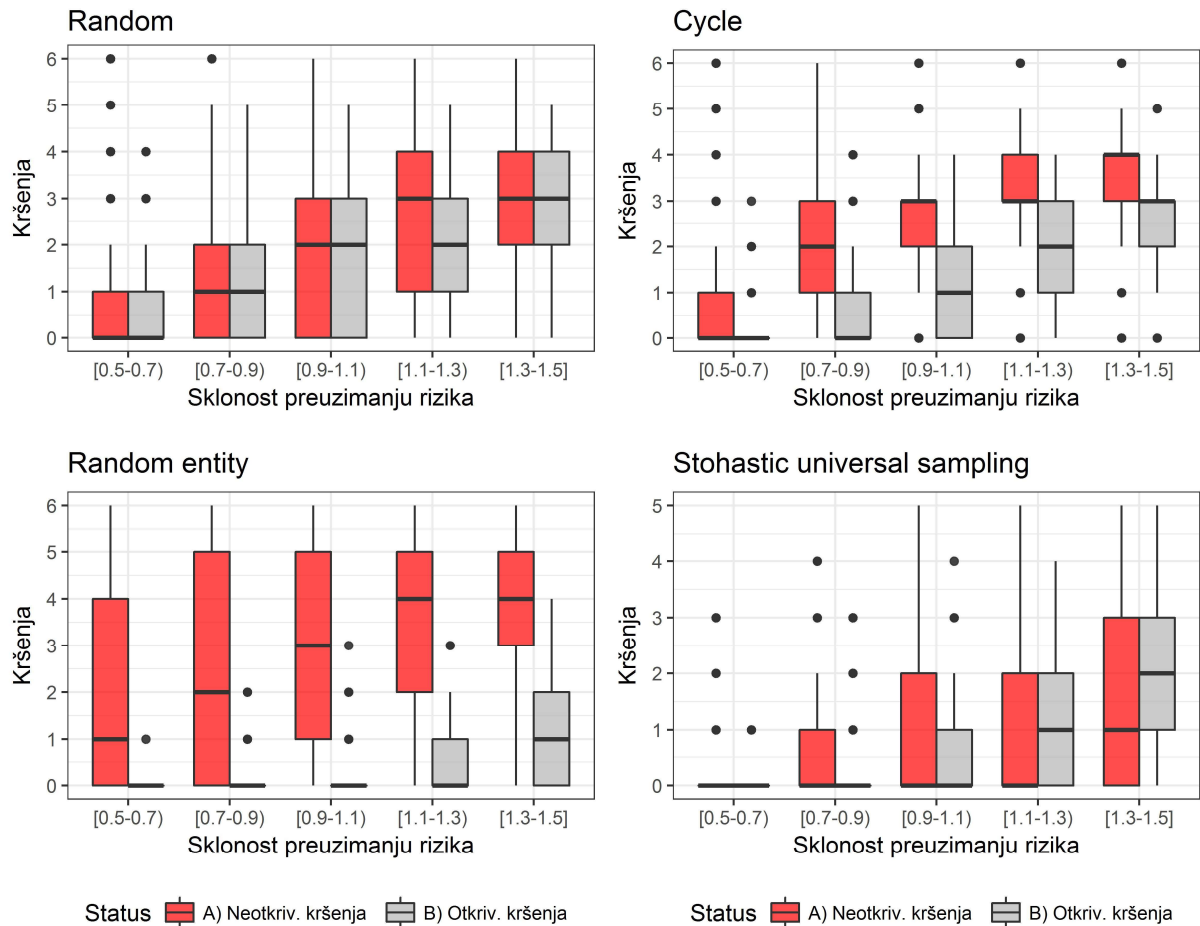 Random
6
5
4
3
2
1
0
Kršenja
[0.5-0.7) [0.7-0.9) [0.9-1.1) [1.1-1.3) [1.3-1.5]
Sklonost preuzimanju rizika
Cycle
6
5
4
3
2
1
0
Kršenja
[0.5-0.7) [0.7-0.9) [0.9-1.1) [1.1-1.3) [1.3-1.5]
Sklonost preuzimanju rizika
Random entity
6
5
4
3
2
1
0
Kršenja
[0.5-0.7) [0.7-0.9) [0.9-1.1) [1.1-1.3) [1.3-1.5]
Sklonost preuzimanju rizika
Status A) Neotkriv. kršenja B) Otkriv. kršenja
Stohastic universal sampling
5
4
3
2
1
0
Kršenja
[0.5-0.7) [0.7-0.9) [0.9-1.1) [1.1-1.3) [1.3-1.5]
Sklonost preuzimanju rizika
Status A) Neotkriv. kršenja B) Otkriv. kršenja